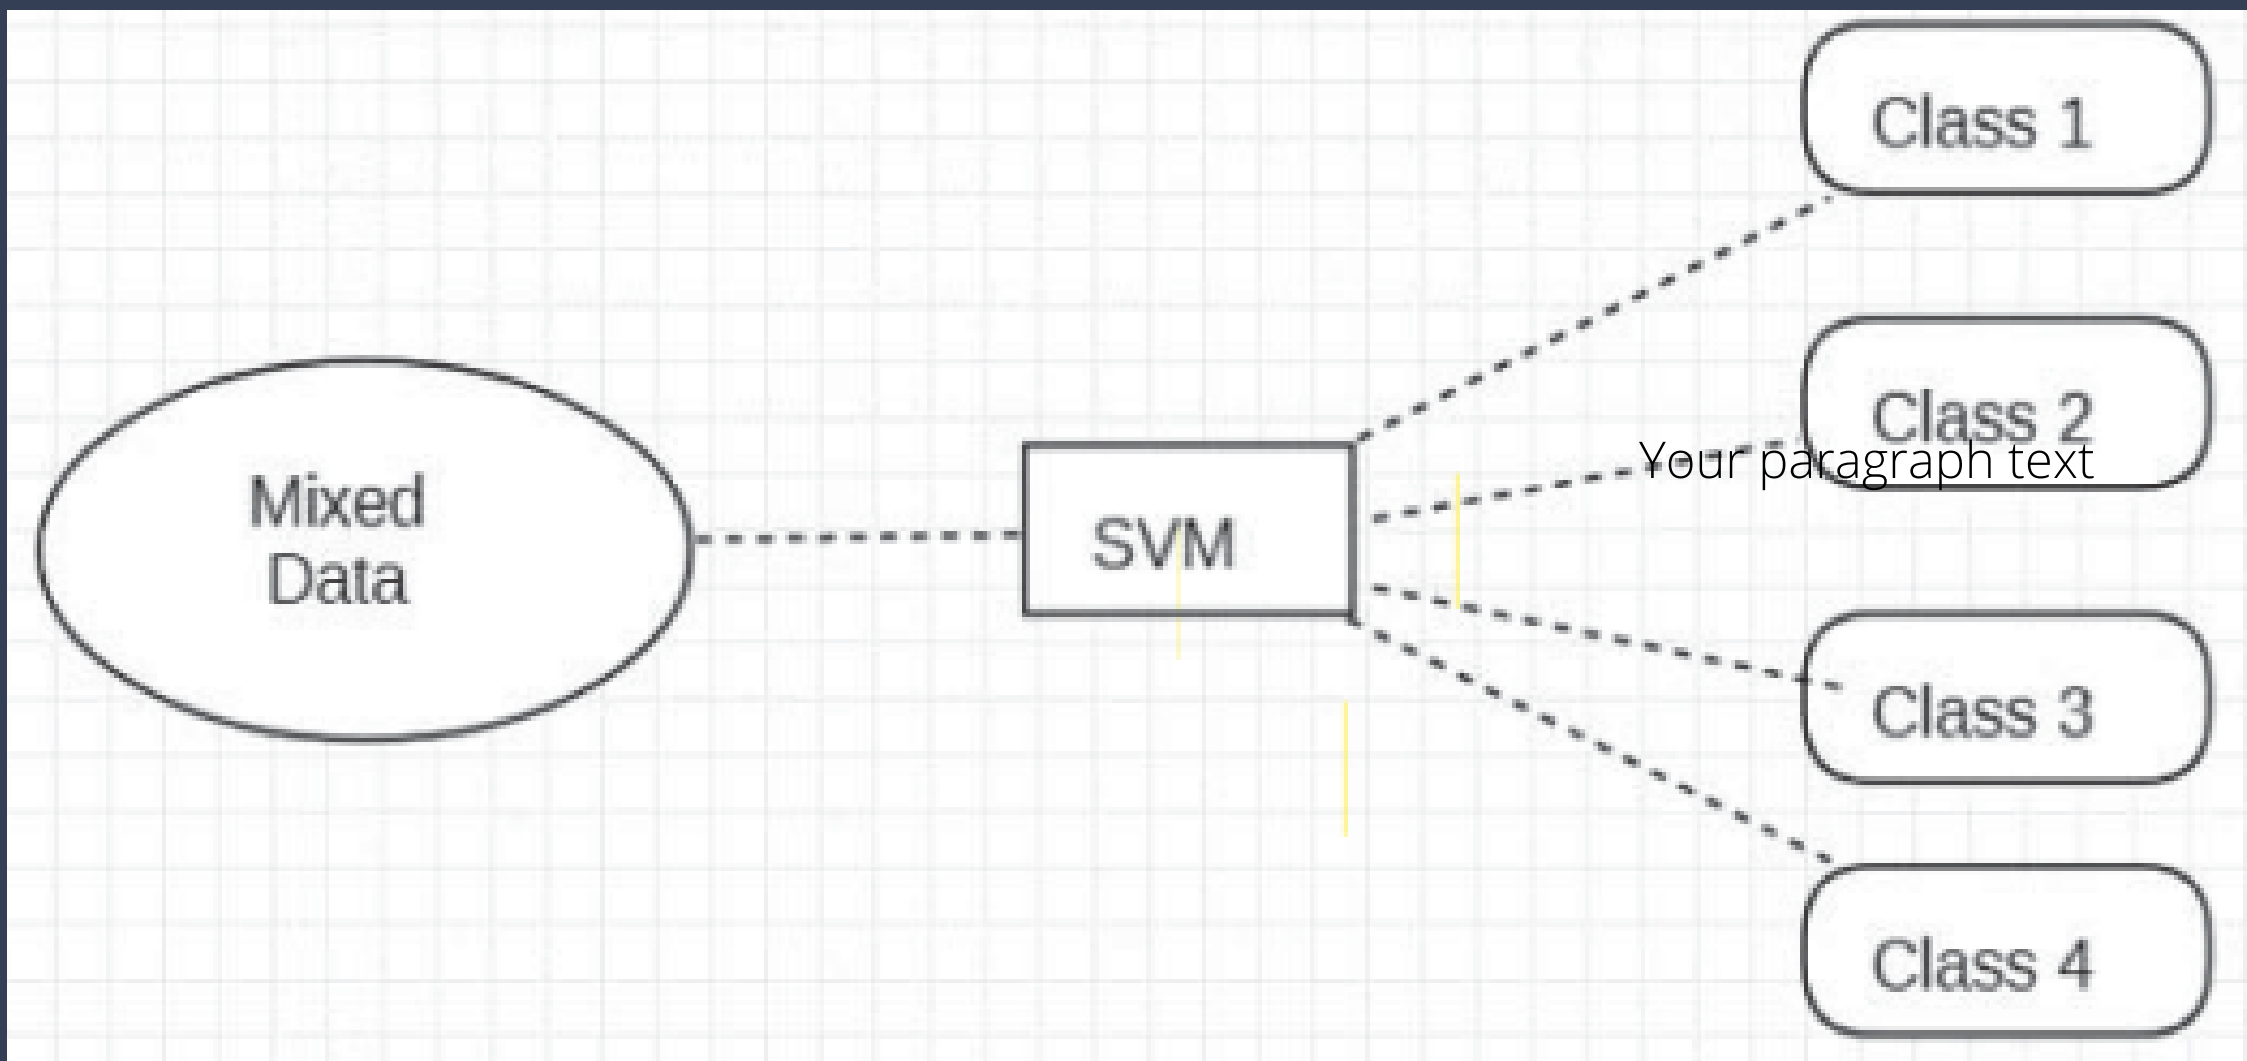 Class 1
Class 2
Your paragraph text
Mixed
Data
SVM
Class 3
Class 4